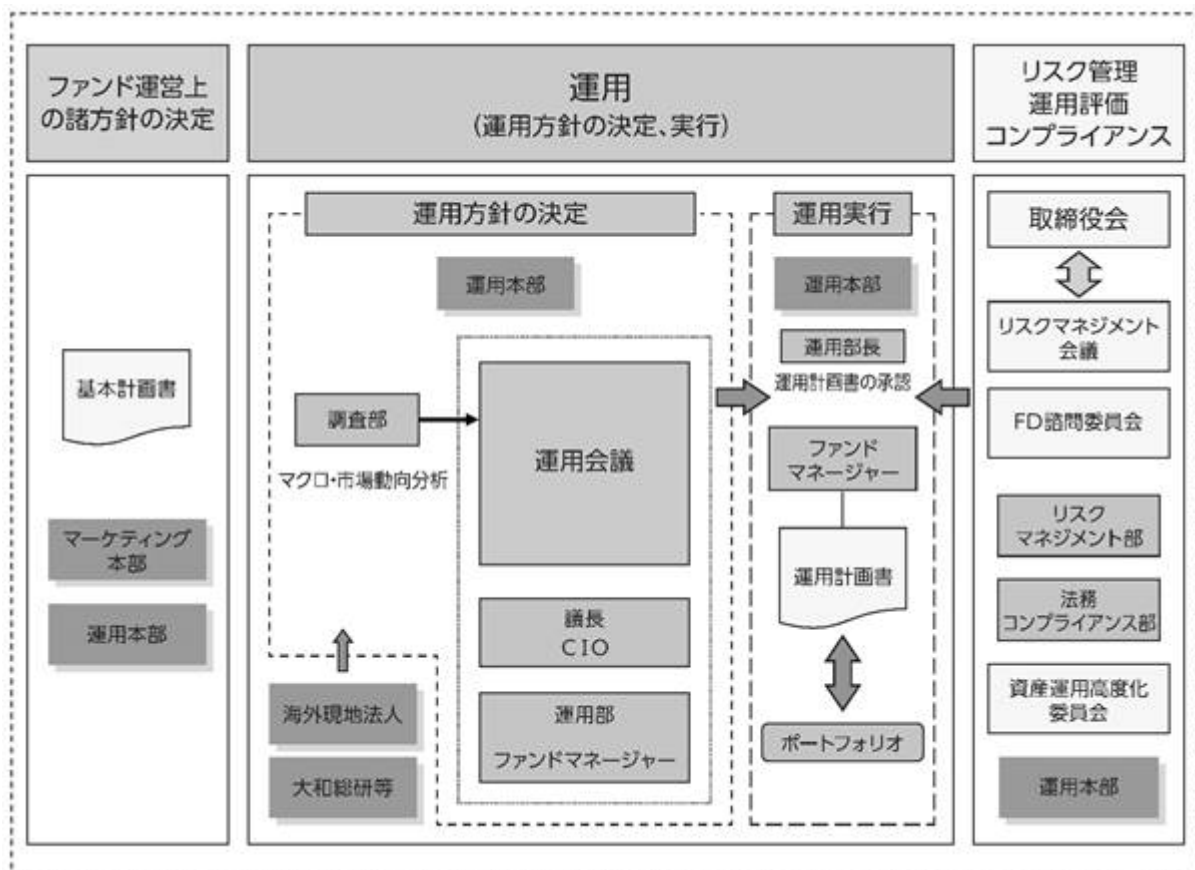 ファンド運営上
の諸方針の決定
運用
(運用方針の決定、実行)
リスク管理
運用評価
コンプライアンス
基本計画書
マーケティング
本部
運用本部
運用方針の決定
運用本部
調査部
マクロ・市場動向分析
運用会議
議長
CIO
運用部
ファンドマネージャー
海外現地法人
大和総研等
運用実行
運用本部
運用部長
運用計画書の承認
ファンド
マネージャー
運用計画書
ポートフォリオ
取締役会
リスクマネジメント
会議
FD諮問委員会
リスク
マネジメント部
法務
コンプライアンス部
資産運用高度化
委員会
運用本部